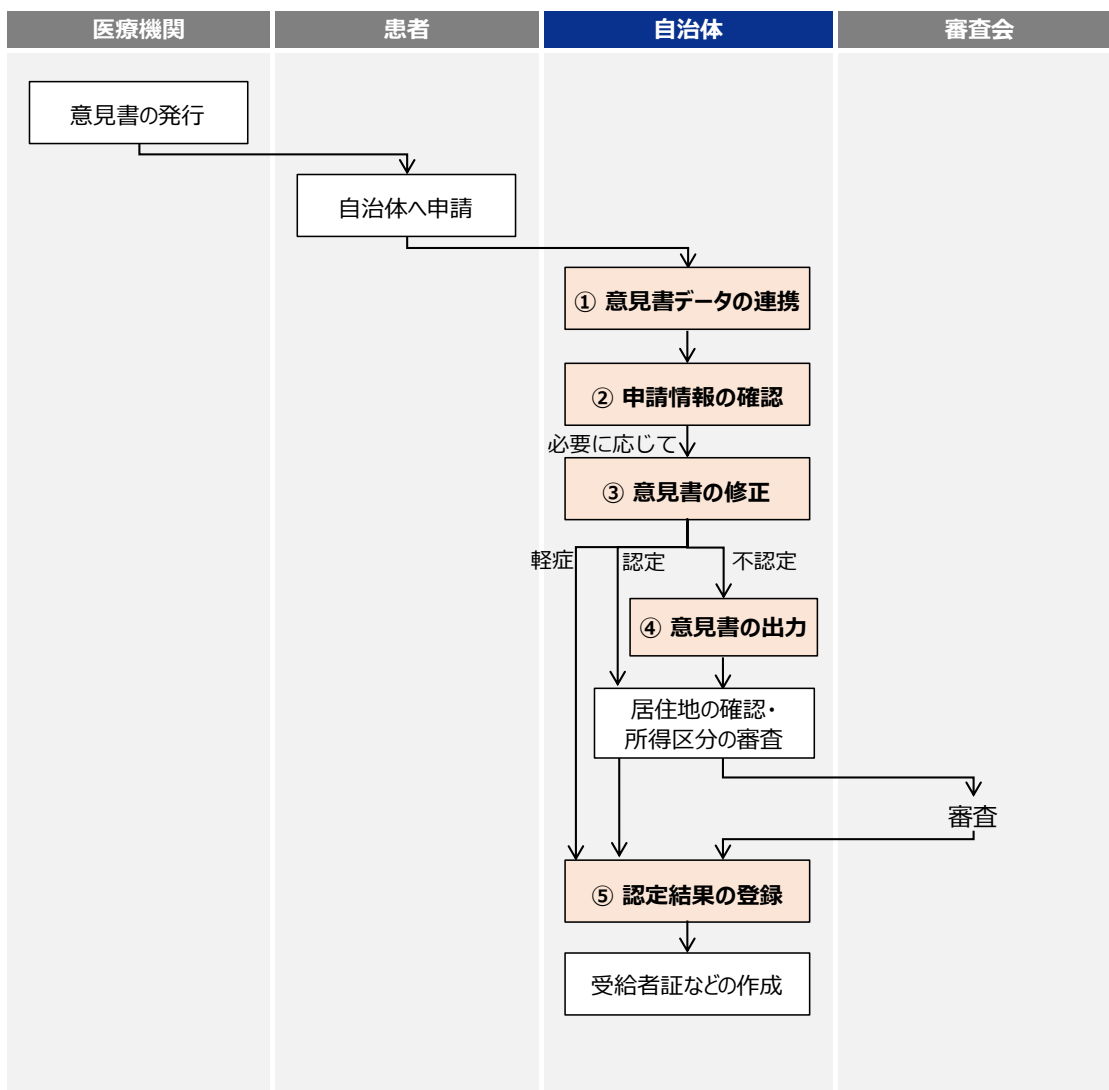 医療機関
患者
自治体
審査会
意見書の発行
自治体へ申請
① 意見書データの連携
② 申請情報の確認
必要に応じて
③ 意見書の修正
軽症
認定
不認定
④ 意見書の出力
居住地の確認・
所得区分の審査
審査
⑤ 認定結果の登録
受給者証などの作成